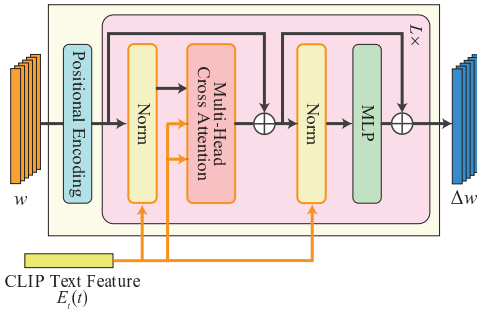 L×
Positional Encoding
Norm
Multi-Head
Cross Attention
Norm
MLP
w
Δw
CLIP Text Feature
E_t(t)